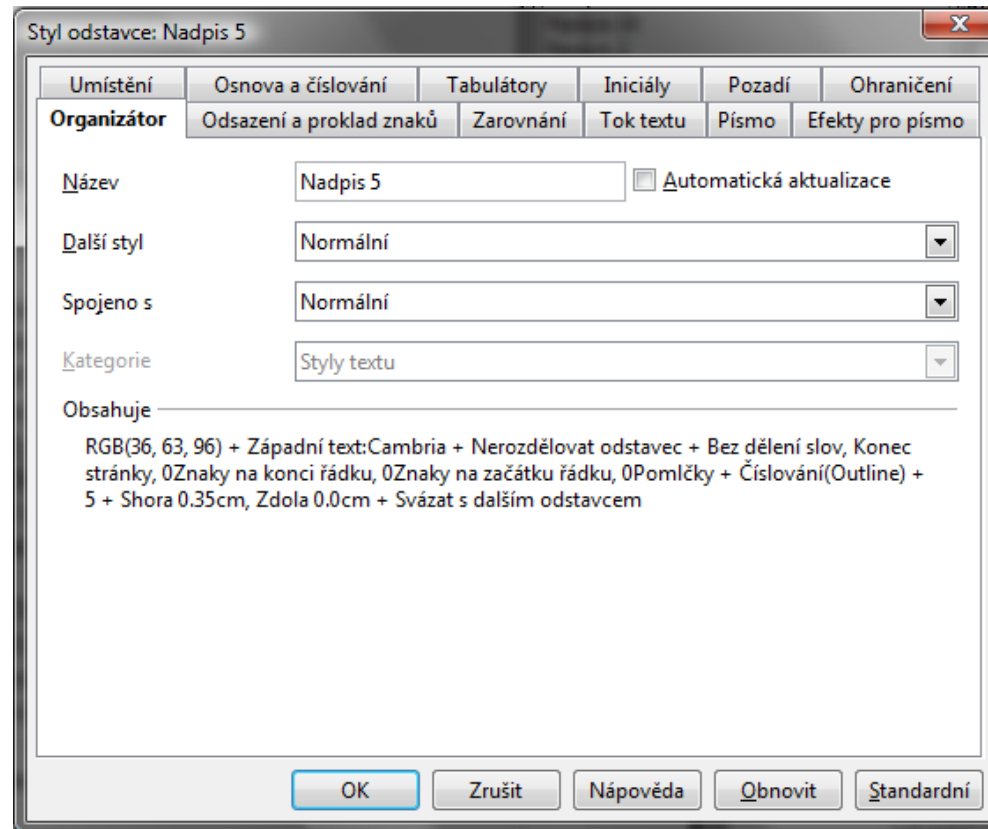 Styl odstavce: Nadpis 5
Umístění Osnova a číslování Tabulátory Iniciály Pozadí Ohraničení
Organizátor Odsazení a proklad znaků Zarovnání Tok textu Písmo Efekty pro písmo
Název Nadpis 5 Automatická aktualizace
Další styl Normální
Spojeno s Normální
Kategorie Styly textu
Obsahuje
RGB(36, 63, 96) + Západní text:Cambria + Nerozdělovat odstavec + Bez dělení slov, Konec
stránky, 0Znaky na konci řádku, 0Znaky na začátku řádku, 0Pomlčky + Číslování(Outline) +
5 + Shora 0.35cm, Zdola 0.0cm + Svázat s dalším odstavcem
OK Zrušit Nápověda Obnovit Standardní